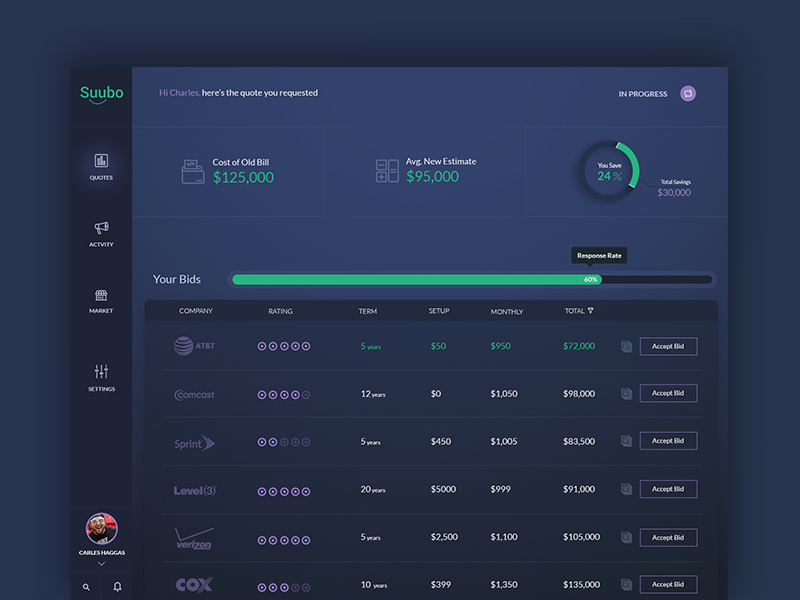 Suubo
Hi Charles, here's the quote you requested
IN PROGRESS
QUOTES
ACTVITY
MARKET
SETTINGS
CARLES HAGGAS
Cost of Old Bill
$125,000
Avg. New Estimate
$95,000
You Save
24 %
Total Savings
$30,000
Response Rate
Your Bids
60%
COMPANY RATING TERM SETUP MONTHLY TOTAL
AT&T 5 years $50 $950 $72,000 Accept Bid
Comcast 12 years $0 $1,050 $98,000 Accept Bid
Sprint 5 years $450 $1,005 $83,500 Accept Bid
Level(3) 20 years $5000 $999 $91,000 Accept Bid
verizon 5 years $2,500 $1,100 $105,000 Accept Bid
COX 10 years $399 $1,350 $135,000 Accept Bid